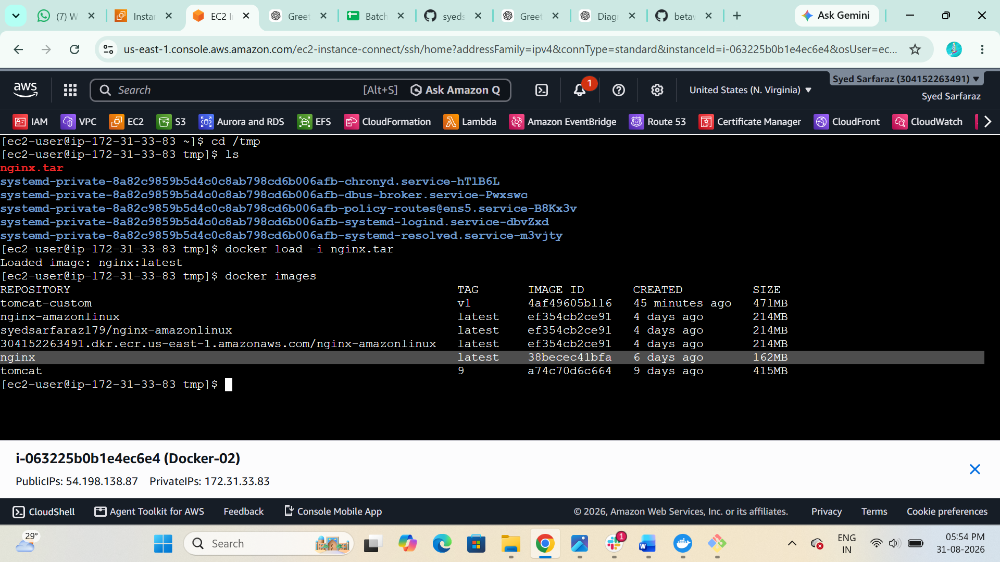 (7) W
Instan
EC2 I
Greet
Batch
syeds
Greet
Diagr
betaw
Ask Gemini
us-east-1.console.aws.amazon.com/ec2-instance-connect/ssh/home?addressFamily=ipv4&connType=standard&instanceId=i-063225b0b1e4ec6e4&osUser=ec...
aws
Search
[Alt+S]
Ask Amazon Q
1
United States (N. Virginia)
Syed Sarfaraz (304152263491)
Syed Sarfaraz
IAM
VPC
EC2
S3
Aurora and RDS
EFS
CloudFormation
Lambda
Amazon EventBridge
Route 53
Certificate Manager
CloudFront
CloudWatch
[ec2-user@ip-172-31-33-83 ~]$ cd /tmp
[ec2-user@ip-172-31-33-83 tmp]$ ls
nginx.tar
systemd-private-8a82c9859b5d4c0c8ab798cd6b006afb-chronyd.service-hTlB6L
systemd-private-8a82c9859b5d4c0c8ab798cd6b006afb-dbus-broker.service-Pwxswc
systemd-private-8a82c9859b5d4c0c8ab798cd6b006afb-policy-routes@ens5.service-B8Kx3v
systemd-private-8a82c9859b5d4c0c8ab798cd6b006afb-systemd-logind.service-dbvZxd
systemd-private-8a82c9859b5d4c0c8ab798cd6b006afb-systemd-resolved.service-m3vjty
[ec2-user@ip-172-31-33-83 tmp]$ docker load -i nginx.tar
Loaded image: nginx:latest
[ec2-user@ip-172-31-33-83 tmp]$ docker images
REPOSITORY TAG IMAGE ID CREATED SIZE
tomcat-custom v1 4af49605b116 45 minutes ago 471MB
nginx-amazonlinux latest ef354cb2ce91 4 days ago 214MB
syedsarfaraz179/nginx-amazonlinux latest ef354cb2ce91 4 days ago 214MB
304152263491.dkr.ecr.us-east-1.amazonaws.com/nginx-amazonlinux latest ef354cb2ce91 4 days ago 214MB
nginx latest 38becec41bfa 6 days ago 162MB
tomcat 9 a74c70d6c664 9 days ago 415MB
[ec2-user@ip-172-31-33-83 tmp]$
i-063225b0b1e4ec6e4 (Docker-02)
PublicIPs: 54.198.138.87 PrivateIPs: 172.31.33.83
CloudShell
Agent Toolkit for AWS
Feedback
Console Mobile App
© 2026, Amazon Web Services, Inc. or its affiliates.
Privacy
Terms
Cookie preferences
29°
Search
1
ENG
IN
05:54 PM
31-08-2026